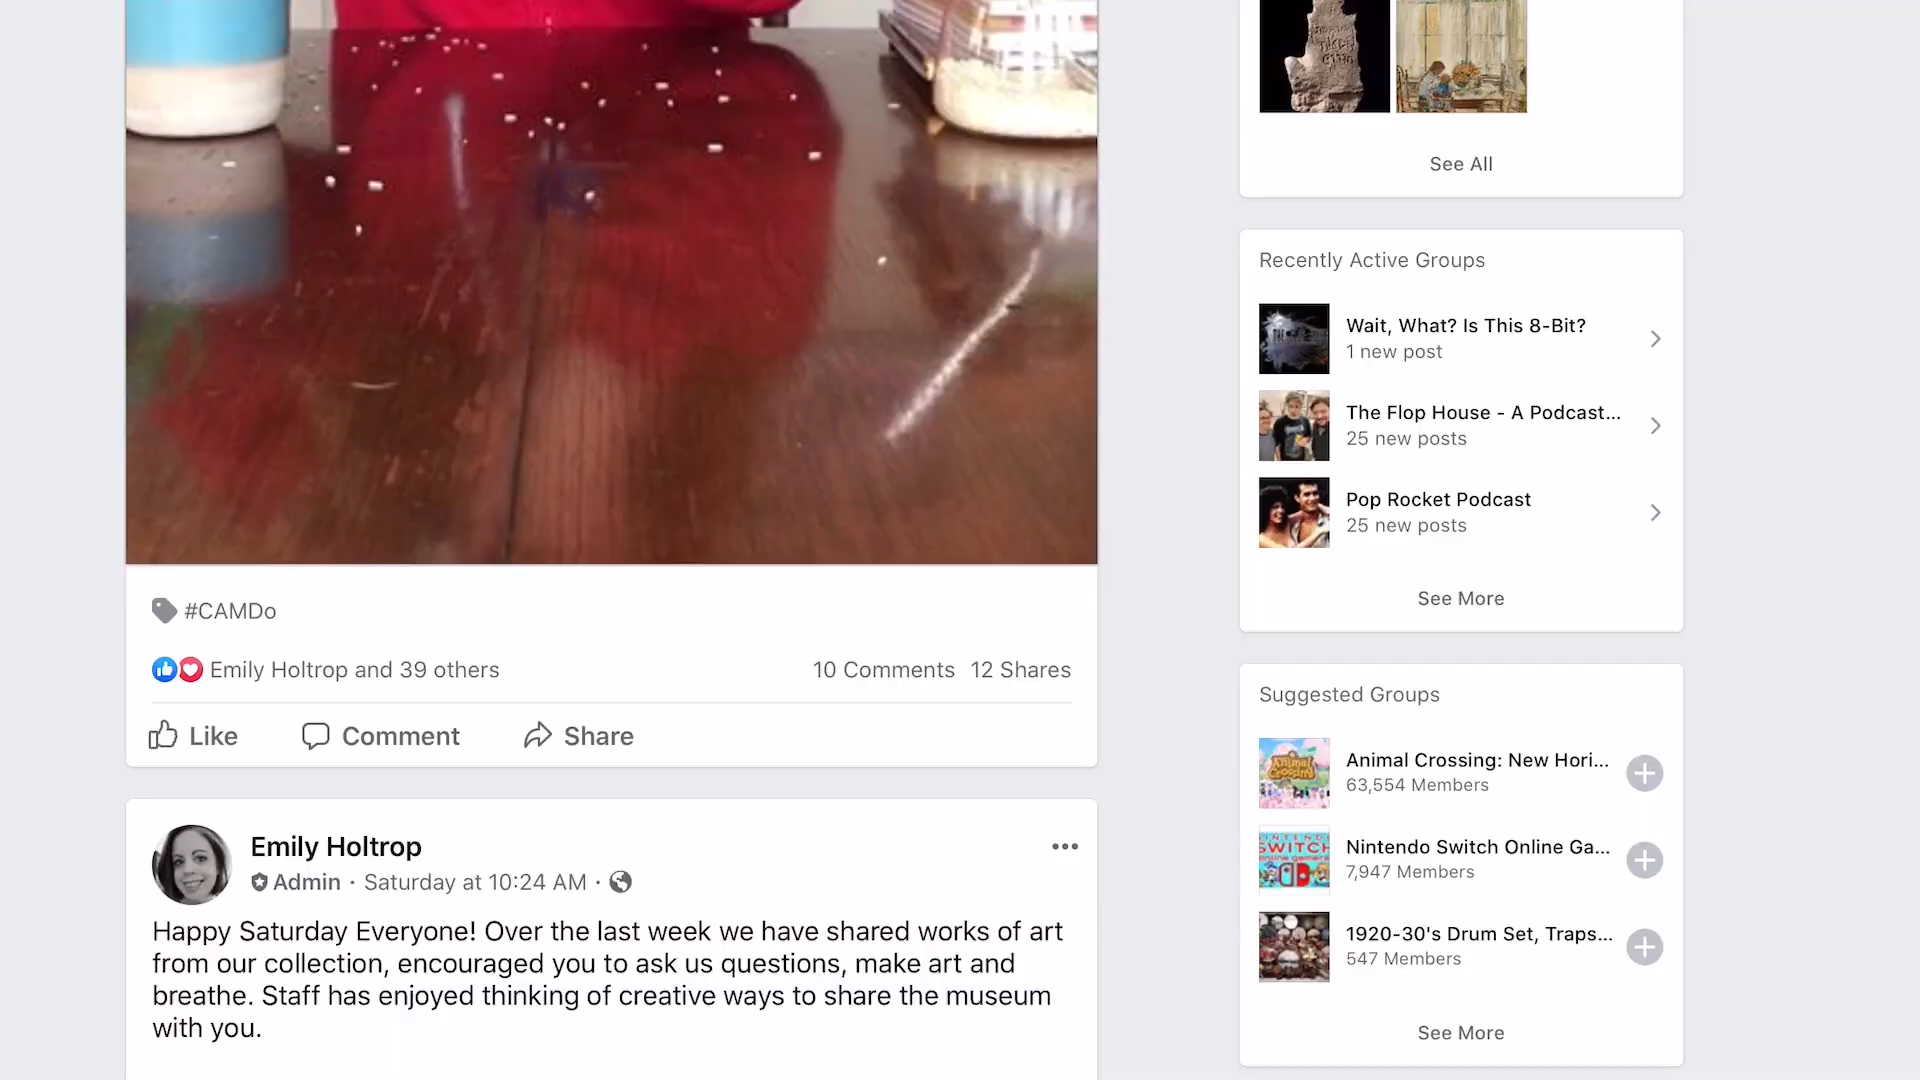 See All
Recently Active Groups
Wait, What? Is This 8-Bit?
1 new post
The Flop House - A Podcast...
25 new posts
Pop Rocket Podcast
25 new posts
See More
#CAMDo
Emily Holtrop and 39 others
10 Comments 12 Shares
Like Comment Share
Suggested Groups
Animal Crossing
Animal Crossing: New Hori...
63,554 Members
NINTENDO
SWITCH
Nintendo Switch Online Ga...
7,947 Members
1920-30's Drum Set, Traps...
547 Members
See More
Emily Holtrop
Admin · Saturday at 10:24 AM ·
Happy Saturday Everyone! Over the last week we have shared works of art
from our collection, encouraged you to ask us questions, make art and
breathe. Staff has enjoyed thinking of creative ways to share the museum
with you.